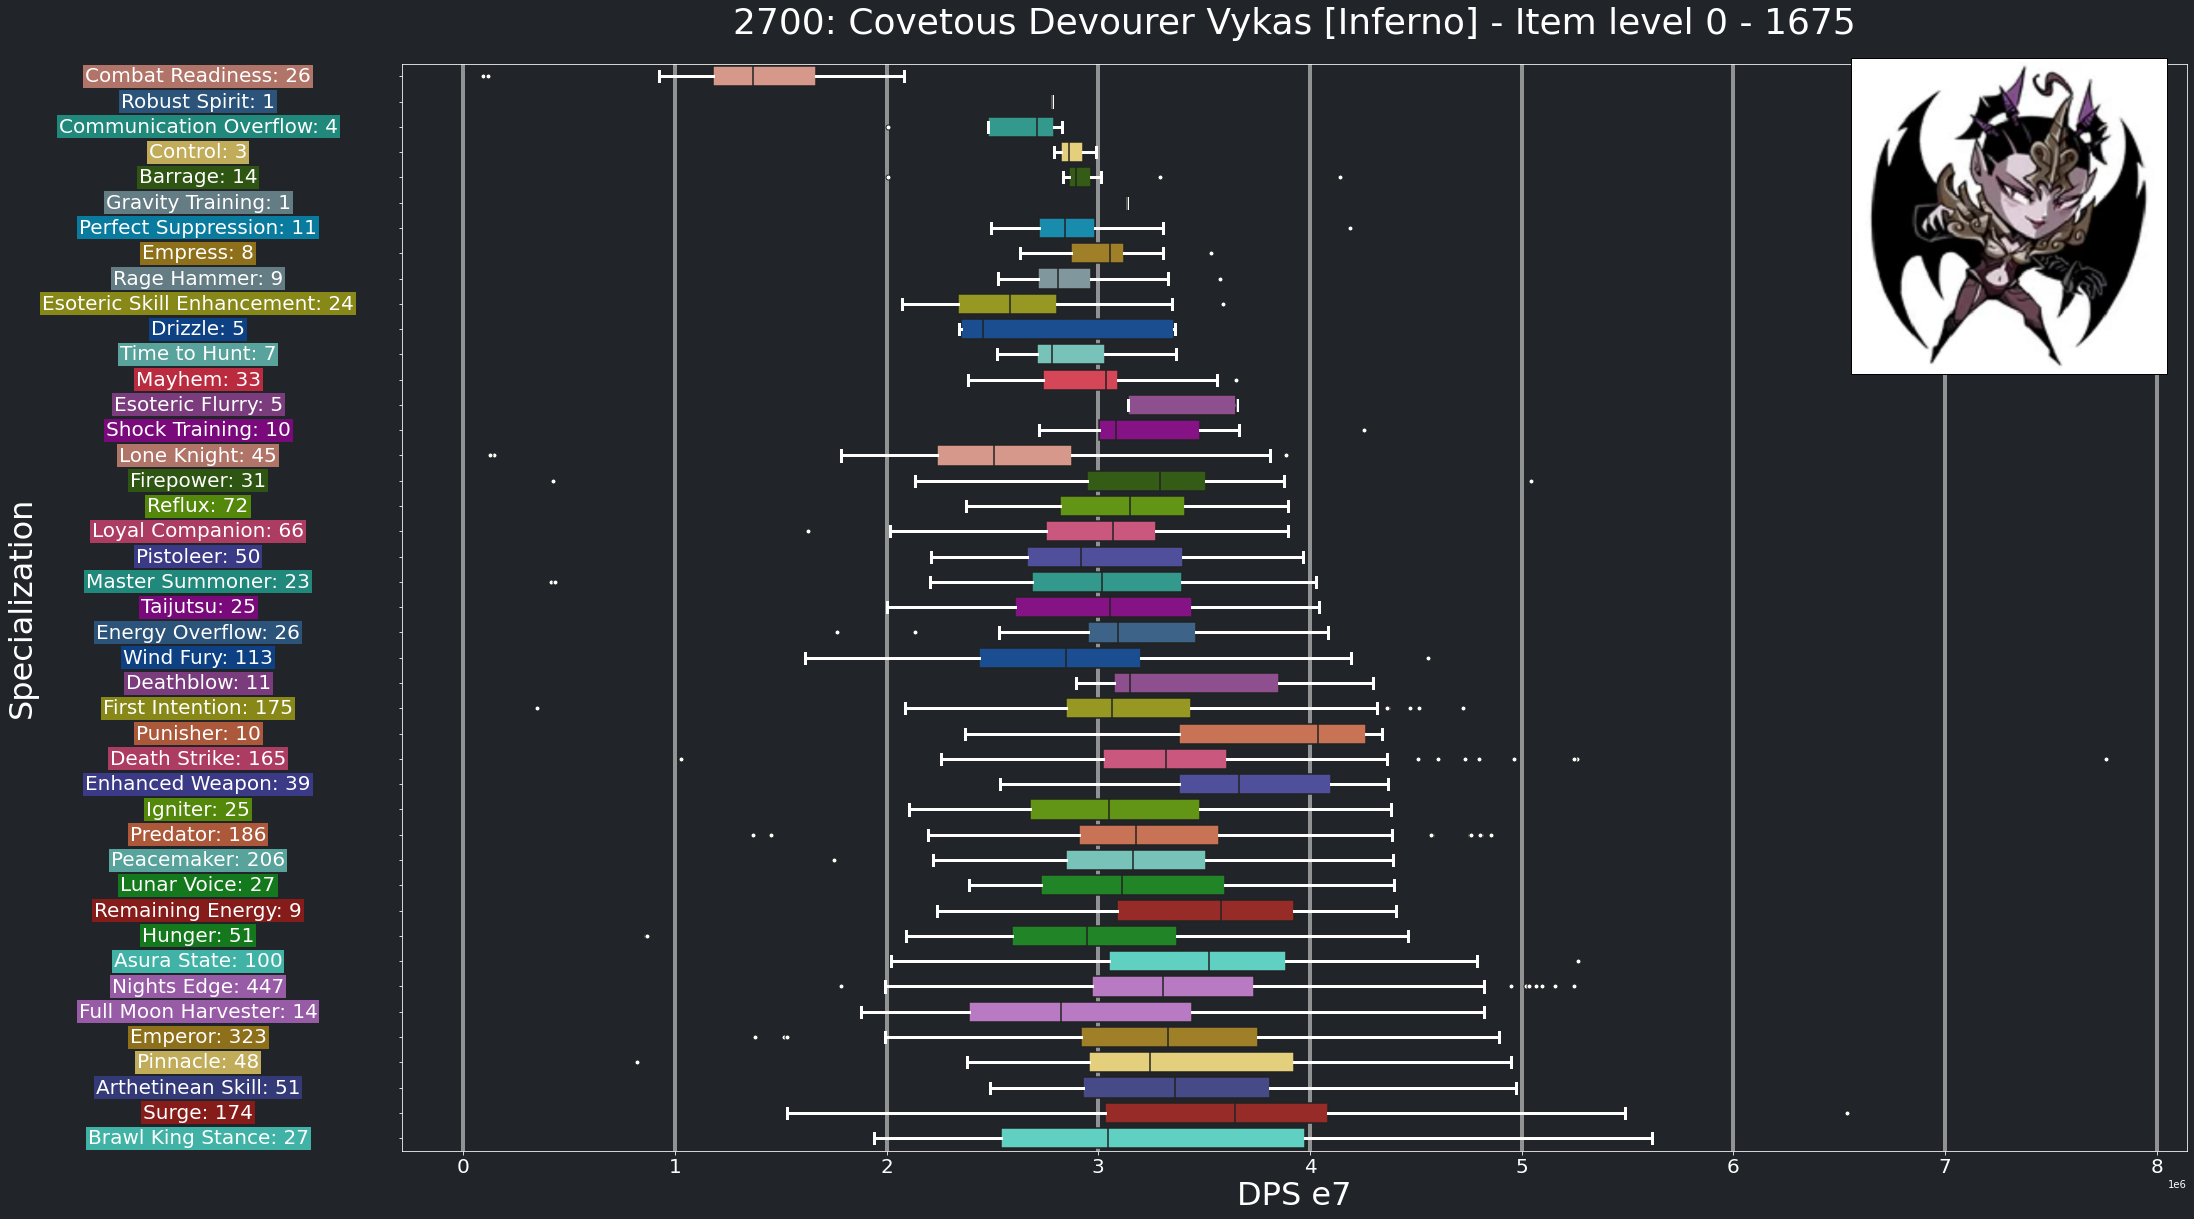 2700: Covetous Devourer Vykas [Inferno] - Item level 0 - 1675
Specialization
Combat Readiness: 26
Robust Spirit: 1
Communication Overflow: 4
Control: 3
Barrage: 14
Gravity Training: 1
Perfect Suppression: 11
Empress: 8
Rage Hammer: 9
Esoteric Skill Enhancement: 24
Drizzle: 5
Time to Hunt: 7
Mayhem: 33
Esoteric Flurry: 5
Shock Training: 10
Lone Knight: 45
Firepower: 31
Reflux: 72
Loyal Companion: 66
Pistoleer: 50
Master Summoner: 23
Taijutsu: 25
Energy Overflow: 26
Wind Fury: 113
Deathblow: 11
First Intention: 175
Punisher: 10
Death Strike: 165
Enhanced Weapon: 39
Igniter: 25
Predator: 186
Peacemaker: 206
Lunar Voice: 27
Remaining Energy: 9
Hunger: 51
Asura State: 100
Nights Edge: 447
Full Moon Harvester: 14
Emperor: 323
Pinnacle: 48
Arthetinean Skill: 51
Surge: 174
Brawl King Stance: 27
0 1 2 3 4 5 6 7 8
1e6
DPS e7